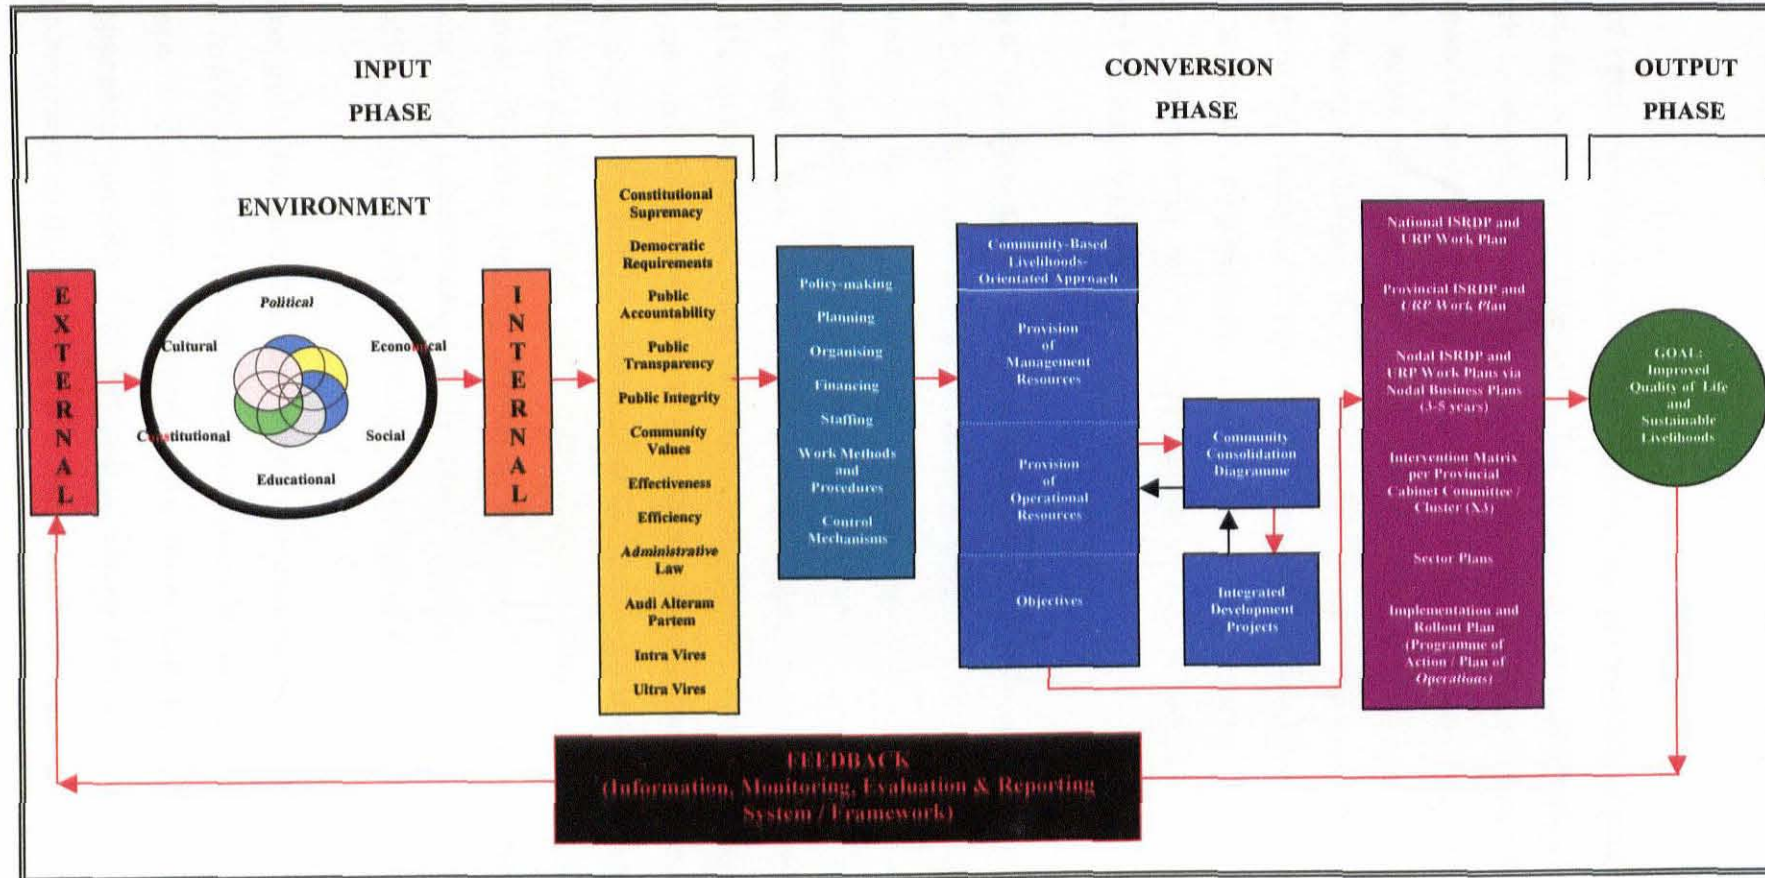 INPUT
PHASE
CONVERSION
PHASE
OUTPUT
PHASE
ENVIRONMENT
EXTERNAL
Political
Cultural
Economical
Constitutional
Social
Educational
INTERNAL
Constitutional
Supremacy
Democratic
Requirements
Public
Accountability
Public
Transparency
Public Integrity
Community
Values
Effectiveness
Efficiency
Administrative
Law
Audi Alteram
Partem
Intra Vires
Ultra Vires
Policy-making
Planning
Organising
Financing
Staffing
Work Methods
and
Procedures
Control
Mechanisms
Community-Based
Livelihoods-
Orientated Approach
Provision
of
Management
Resources
Provision
of
Operational
Resources
Objectives
Community
Consolidation
Diagramme
Integrated
Development
Projects
National ISRDP and
URP Work Plan
Provincial ISRDP and
URP Work Plan
Nodal ISRDP and
URP Work Plans via
Nodal Business Plans
(3-5 years)
Intervention Matrix
per Provincial
Cabinet Committee /
Cluster (X3)
Sector Plans
Implementation and
Rollout Plan
(Programme of
Action / Plan of
Operations)
GOAL:
Improved
Quality of Life
and
Sustainable
Livelihoods
FEEDBACK
(Information, Monitoring, Evaluation & Reporting
System / Framework)